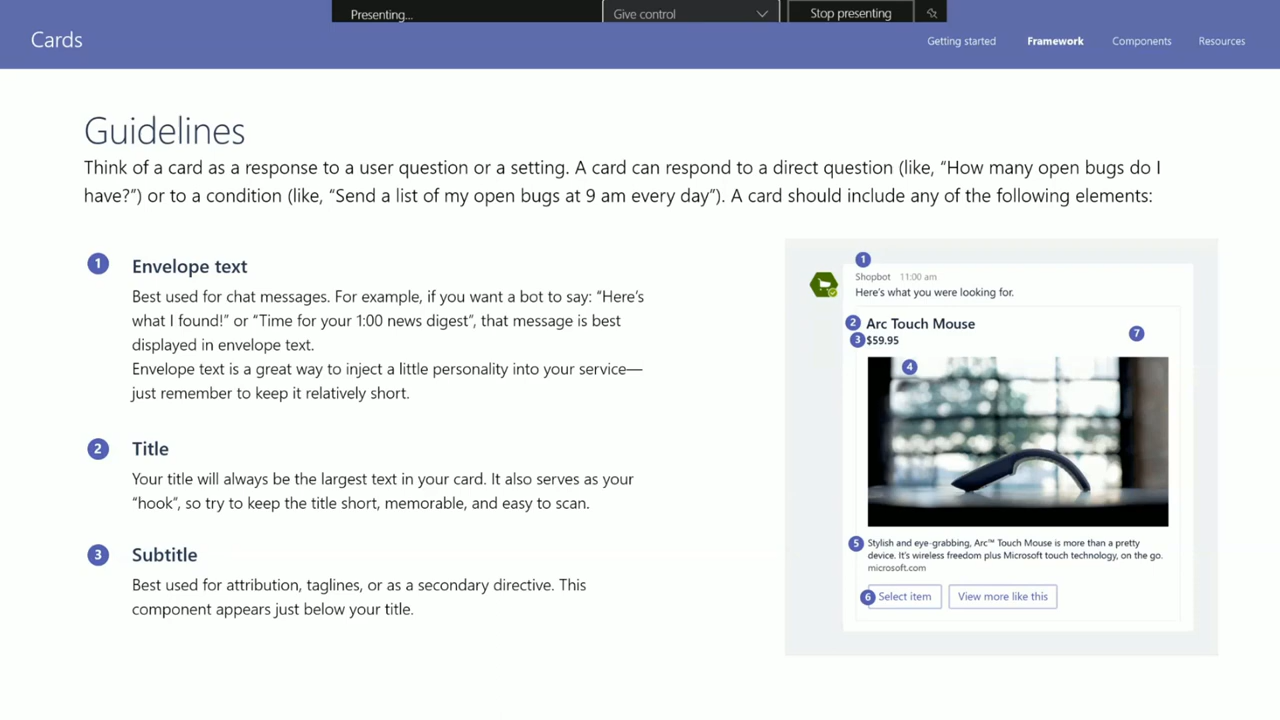 Presenting...
Give control
Stop presenting
Cards
Getting started
Framework
Components
Resources
Guidelines
Think of a card as a response to a user question or a setting. A card can respond to a direct question (like, “How many open bugs do I
have?”) or to a condition (like, “Send a list of my open bugs at 9 am every day”). A card should include any of the following elements:
1 Envelope text
Best used for chat messages. For example, if you want a bot to say: “Here’s
what I found!” or “Time for your 1:00 news digest”, that message is best
displayed in envelope text.
Envelope text is a great way to inject a little personality into your service—
just remember to keep it relatively short.
2 Title
Your title will always be the largest text in your card. It also serves as your
“hook”, so try to keep the title short, memorable, and easy to scan.
3 Subtitle
Best used for attribution, taglines, or as a secondary directive. This
component appears just below your title.
1
Shopbot 11:00 am
Here’s what you were looking for.
2 Arc Touch Mouse
7
3 $59.95
4
5 Stylish and eye-grabbing, Arc™ Touch Mouse is more than a pretty
device. It’s wireless freedom plus Microsoft touch technology, on the go.
microsoft.com
6 Select item
View more like this